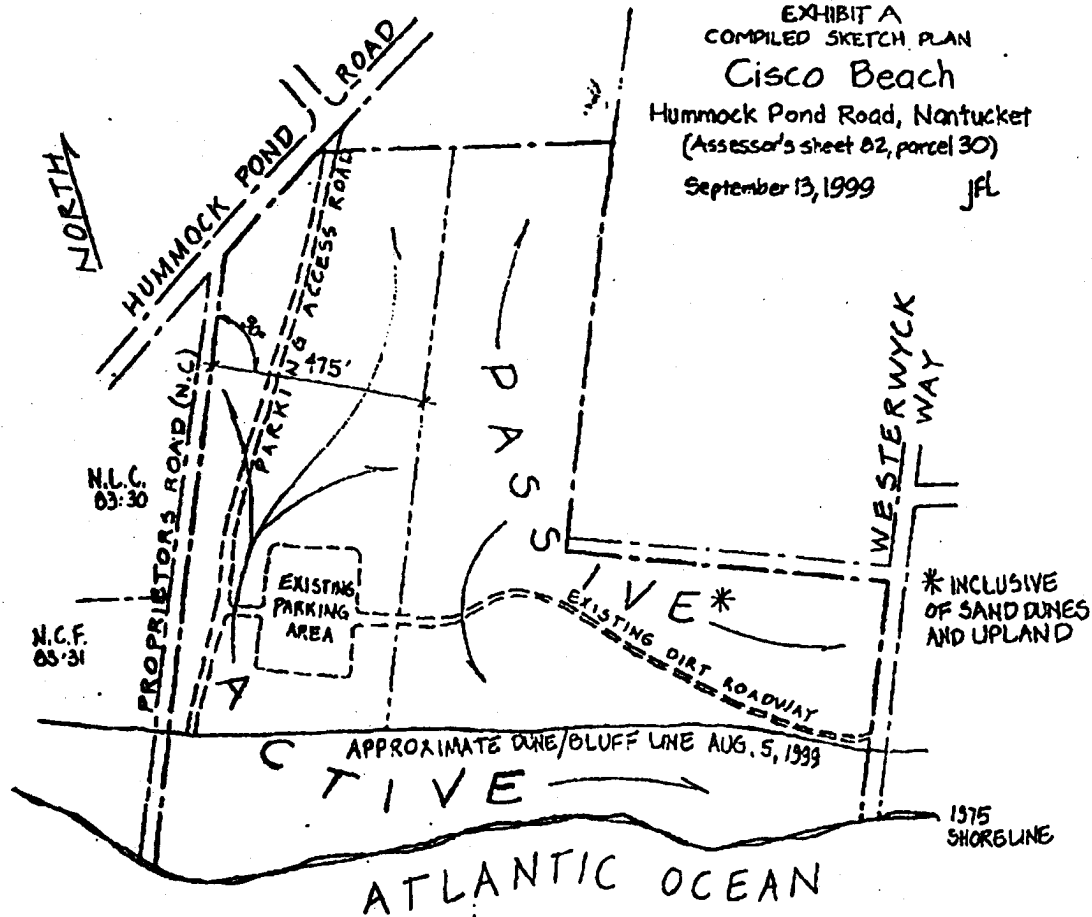 EXHIBIT A
COMPILED SKETCH PLAN
Cisco Beach
Hummock Pond Road, Nantucket
(Assessor's sheet 82, parcel 30)
September 13, 1999 JFL
NORTH
HUMMOCK POND ROAD
PARKING ACCESS ROAD
90°
475'
PROPRIETORS ROAD (N.C)
N.L.C.
83:30
N.C.F.
83:31
EXISTING
PARKING
AREA
PASSIVE*
EXISTING DIRT ROADWAY
WESTERWYCK
WAY
* INCLUSIVE
OF SAND DUNES
AND UPLAND
APPROXIMATE DUNE/BLUFF LINE AUG. 5, 1999
ACTIVE
1975
SHORELINE
ATLANTIC OCEAN